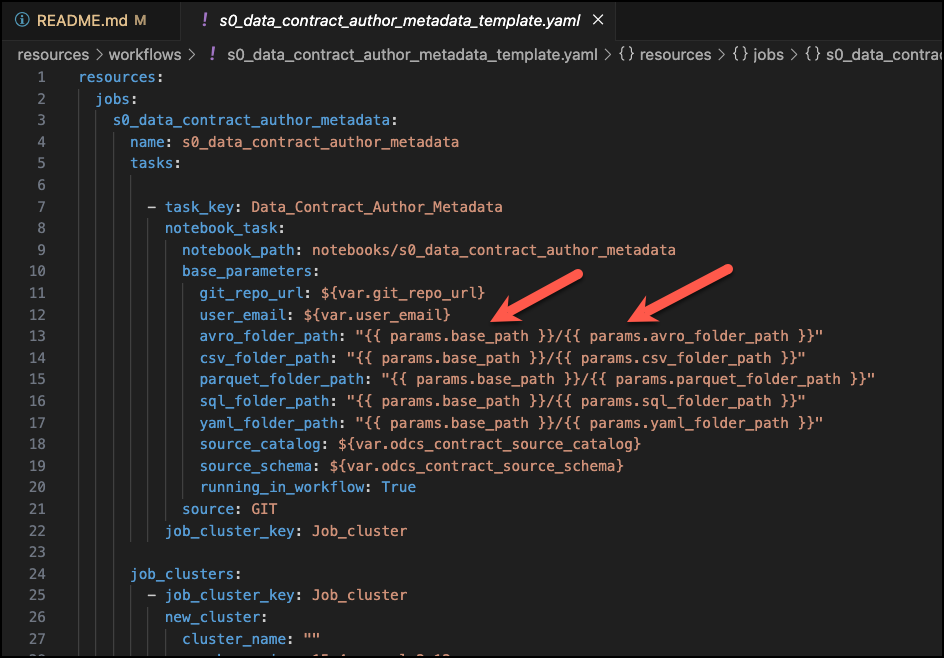 README.md M
! s0_data_contract_author_metadata_template.yaml ×
resources > workflows > ! s0_data_contract_author_metadata_template.yaml > {} resources > {} jobs > {} s0_data_contrac
1 resources:
2 jobs:
3 s0_data_contract_author_metadata:
4 name: s0_data_contract_author_metadata
5 tasks:
6
7 - task_key: Data_Contract_Author_Metadata
8 notebook_task:
9 notebook_path: notebooks/s0_data_contract_author_metadata
10 base_parameters:
11 git_repo_url: ${var.git_repo_url}
12 user_email: ${var.user_email}
13 avro_folder_path: "{{ params.base_path }}/{{ params.avro_folder_path }}"
14 csv_folder_path: "{{ params.base_path }}/{{ params.csv_folder_path }}"
15 parquet_folder_path: "{{ params.base_path }}/{{ params.parquet_folder_path }}"
16 sql_folder_path: "{{ params.base_path }}/{{ params.sql_folder_path }}"
17 yaml_folder_path: "{{ params.base_path }}/{{ params.yaml_folder_path }}"
18 source_catalog: ${var.odcs_contract_source_catalog}
19 source_schema: ${var.odcs_contract_source_schema}
20 running_in_workflow: True
21 source: GIT
22 job_cluster_key: Job_cluster
23
24 job_clusters:
25 - job_cluster_key: Job_cluster
26 new_cluster:
27 cluster_name: ""